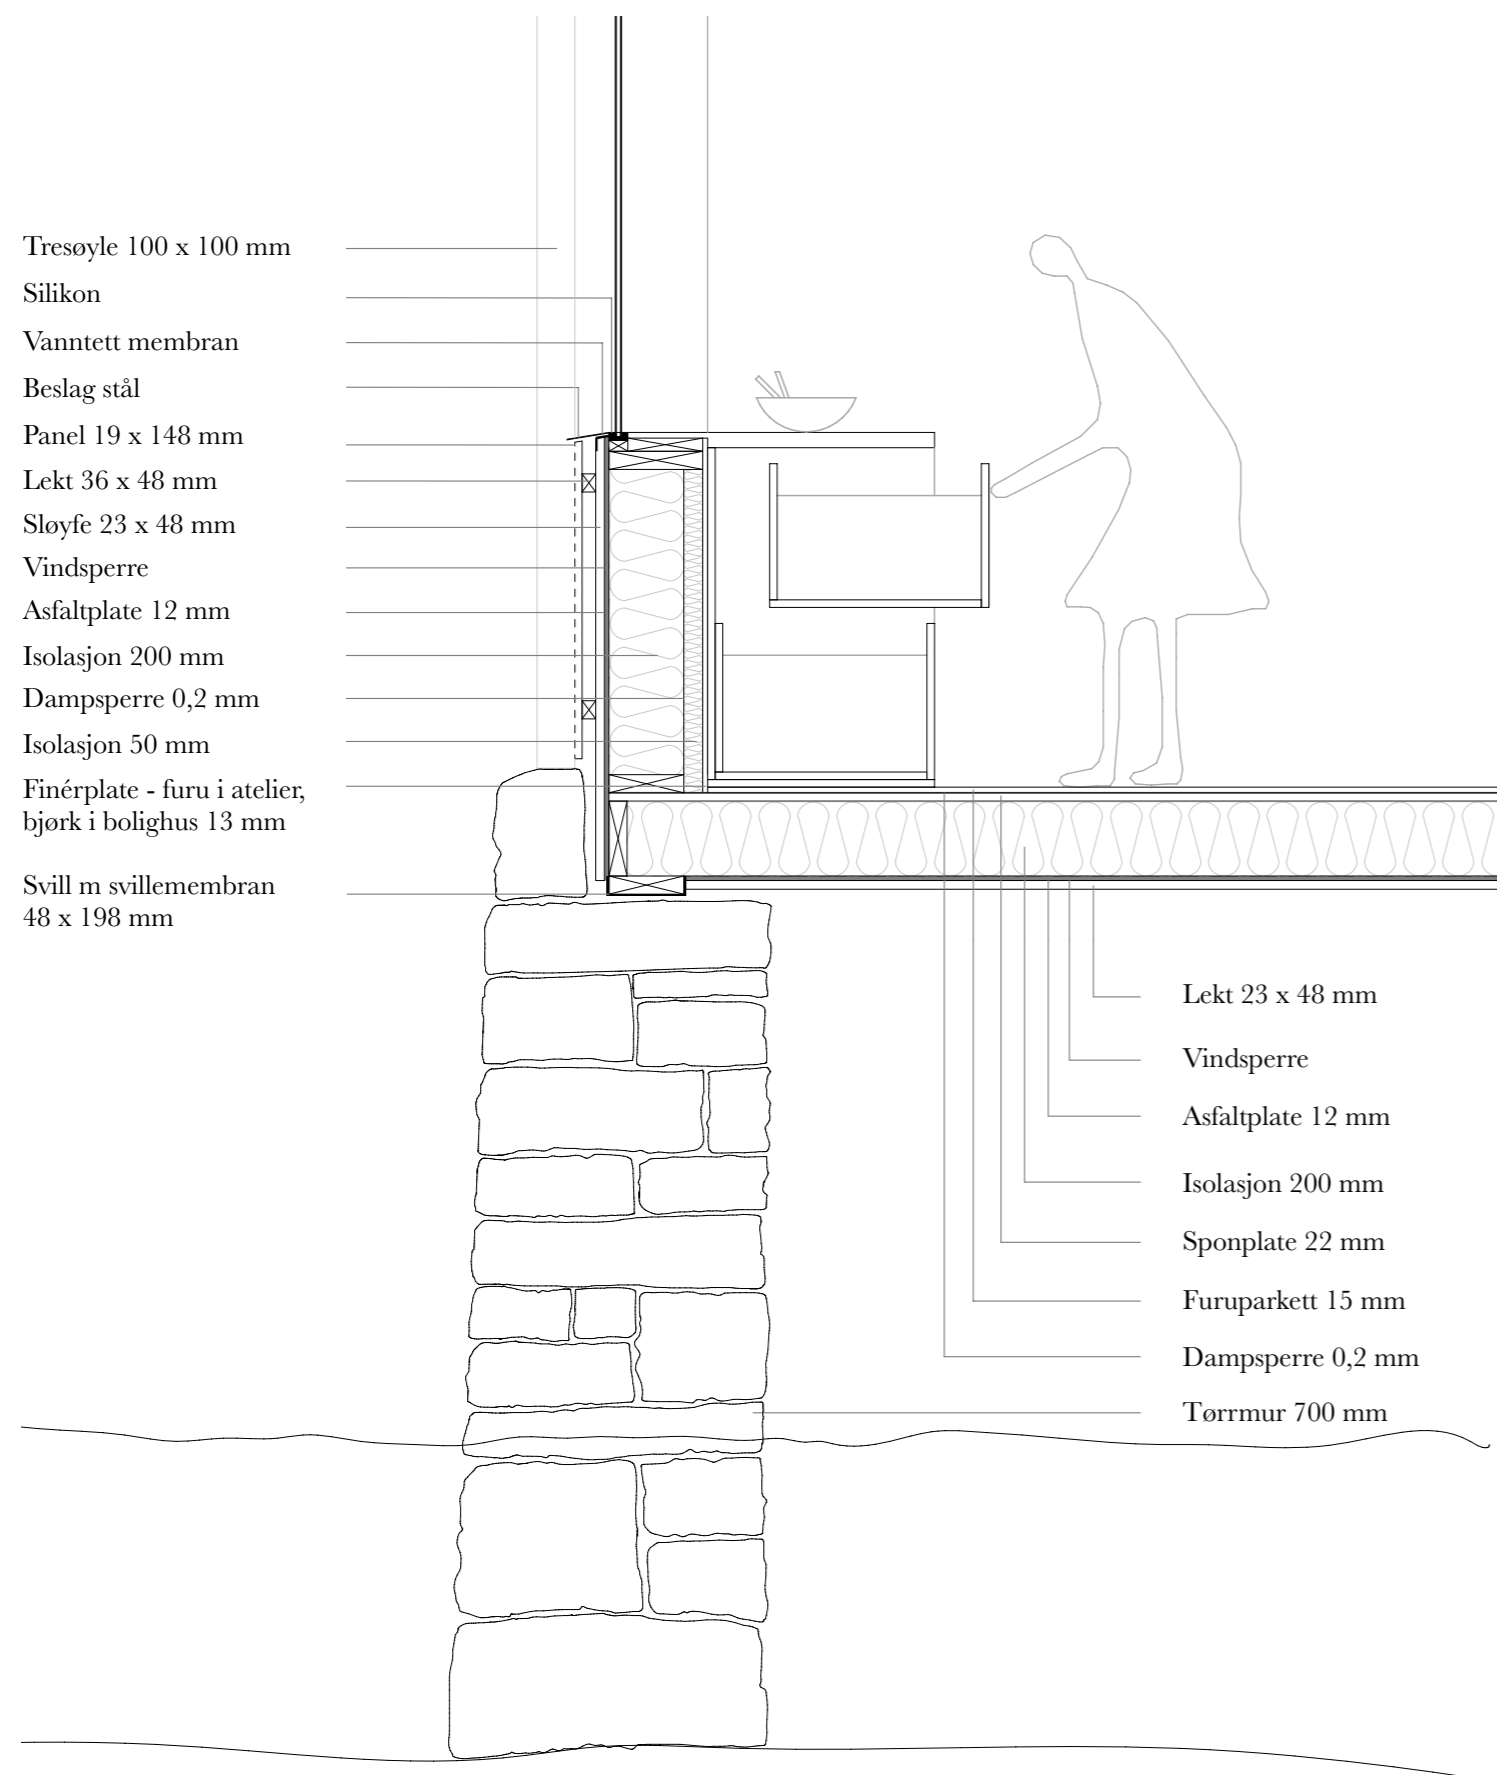 Tresøyle 100 x 100 mm
Silikon
Vanntett membran
Beslag stål
Panel 19 x 148 mm
Lekt 36 x 48 mm
Sløyfe 23 x 48 mm
Vindsperre
Asfaltplate 12 mm
Isolasjon 200 mm
Dampsperre 0,2 mm
Isolasjon 50 mm
Finérplate - furu i atelier,
bjørk i bolighus 13 mm
Svill m svillemembran
48 x 198 mm
Lekt 23 x 48 mm
Vindsperre
Asfaltplate 12 mm
Isolasjon 200 mm
Sponplate 22 mm
Furuparkett 15 mm
Dampsperre 0,2 mm
Tørrmur 700 mm